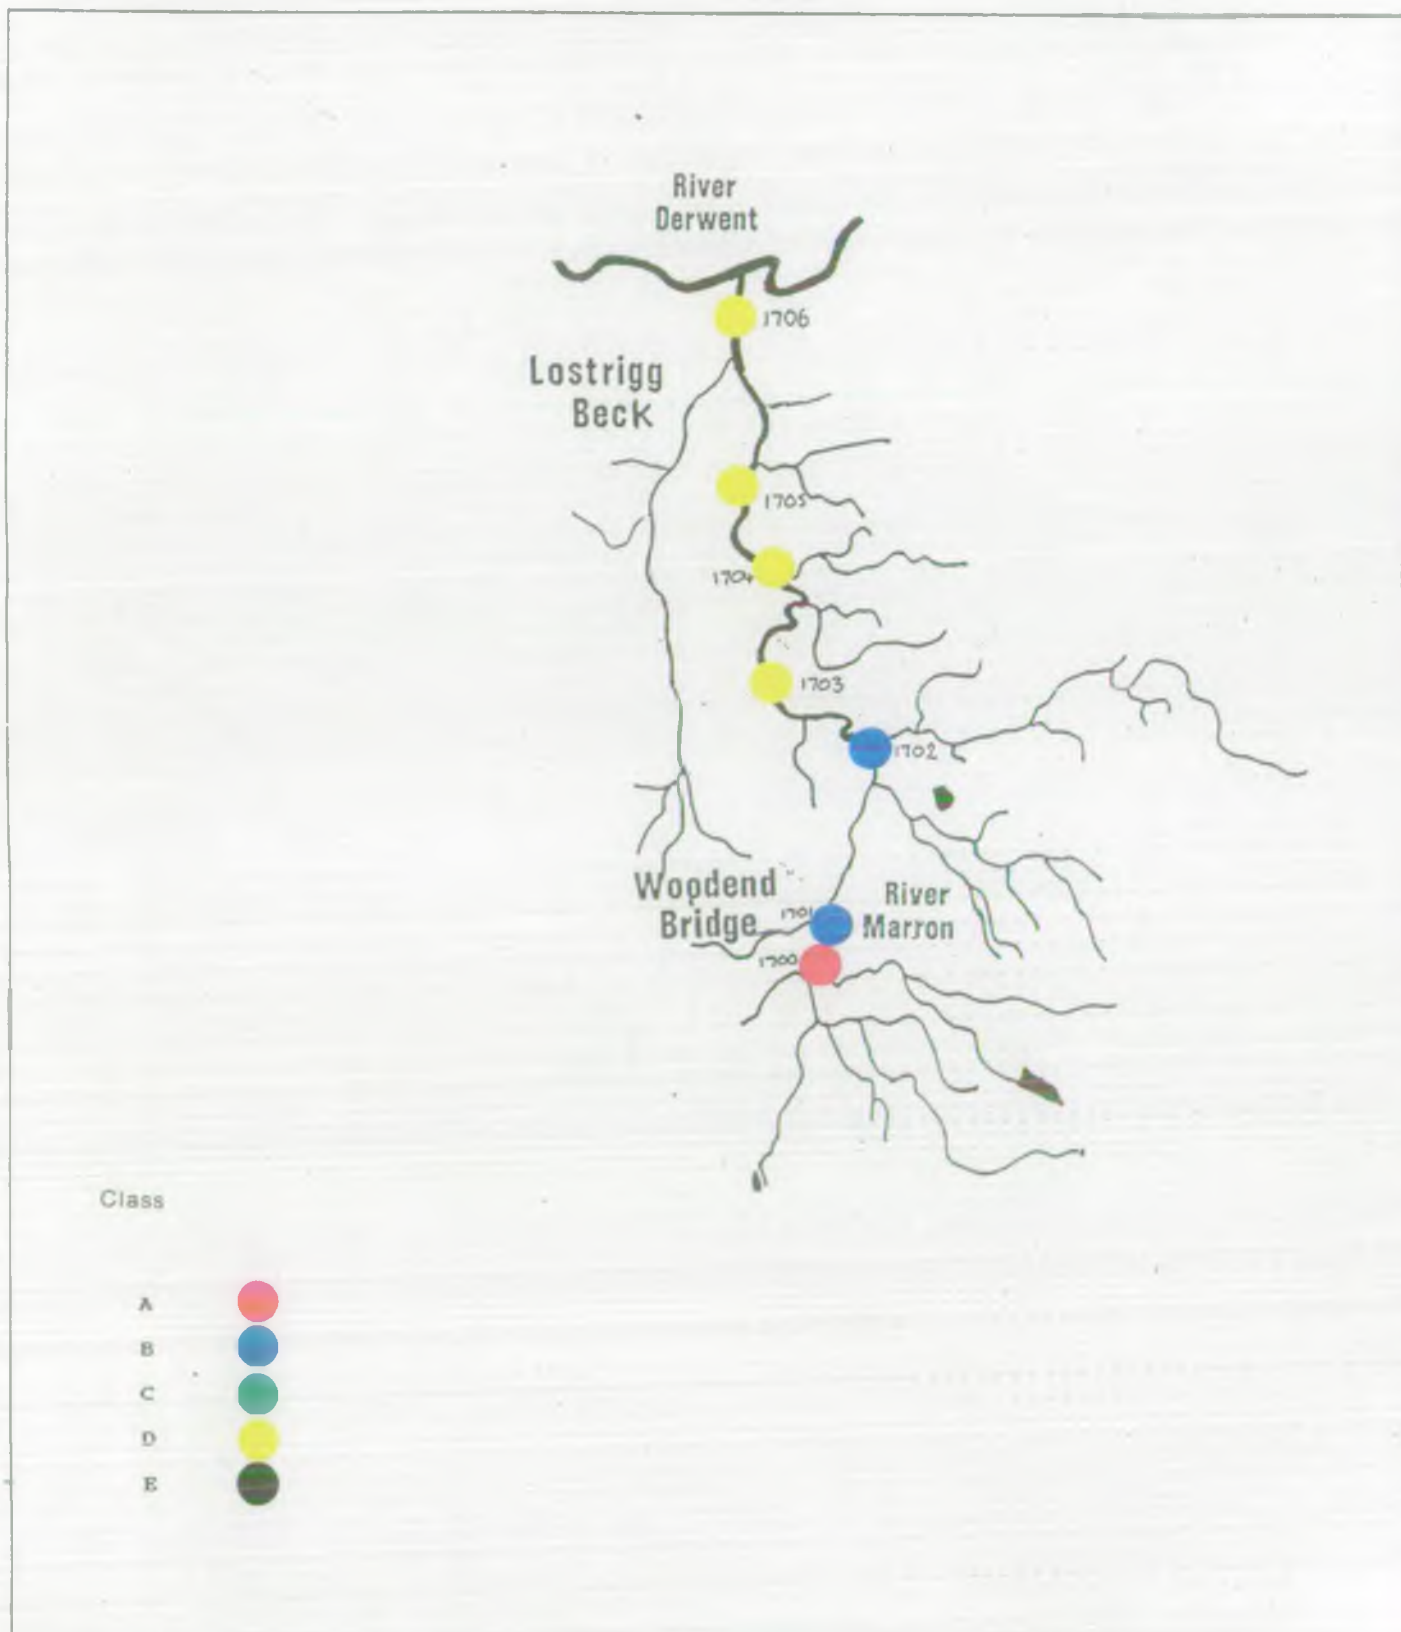 River
Derwent
1706
Lostrigg
Beck
1705
1704
1703
1702
Woodend
Bridge
1701
River
Marron
1700
Class
A
B
C
D
E